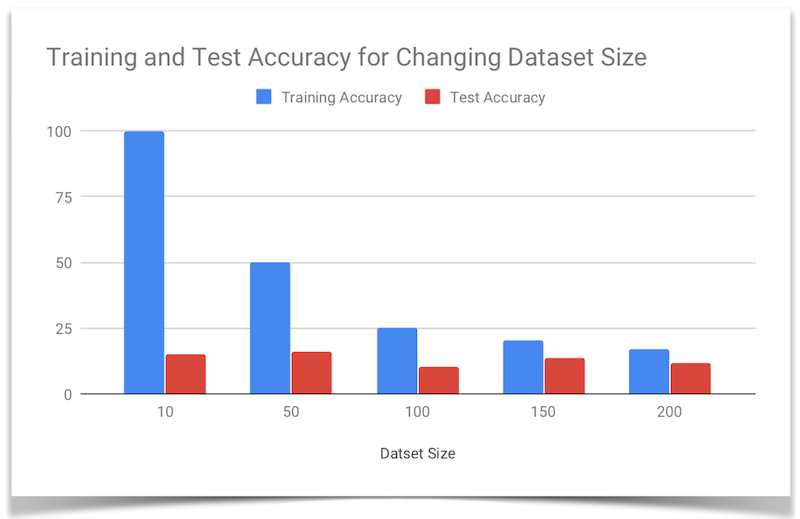 Training and Test Accuracy for Changing Dataset Size
Training Accuracy Test Accuracy
100
75
50
25
0
10 50 100 150 200
Datset Size